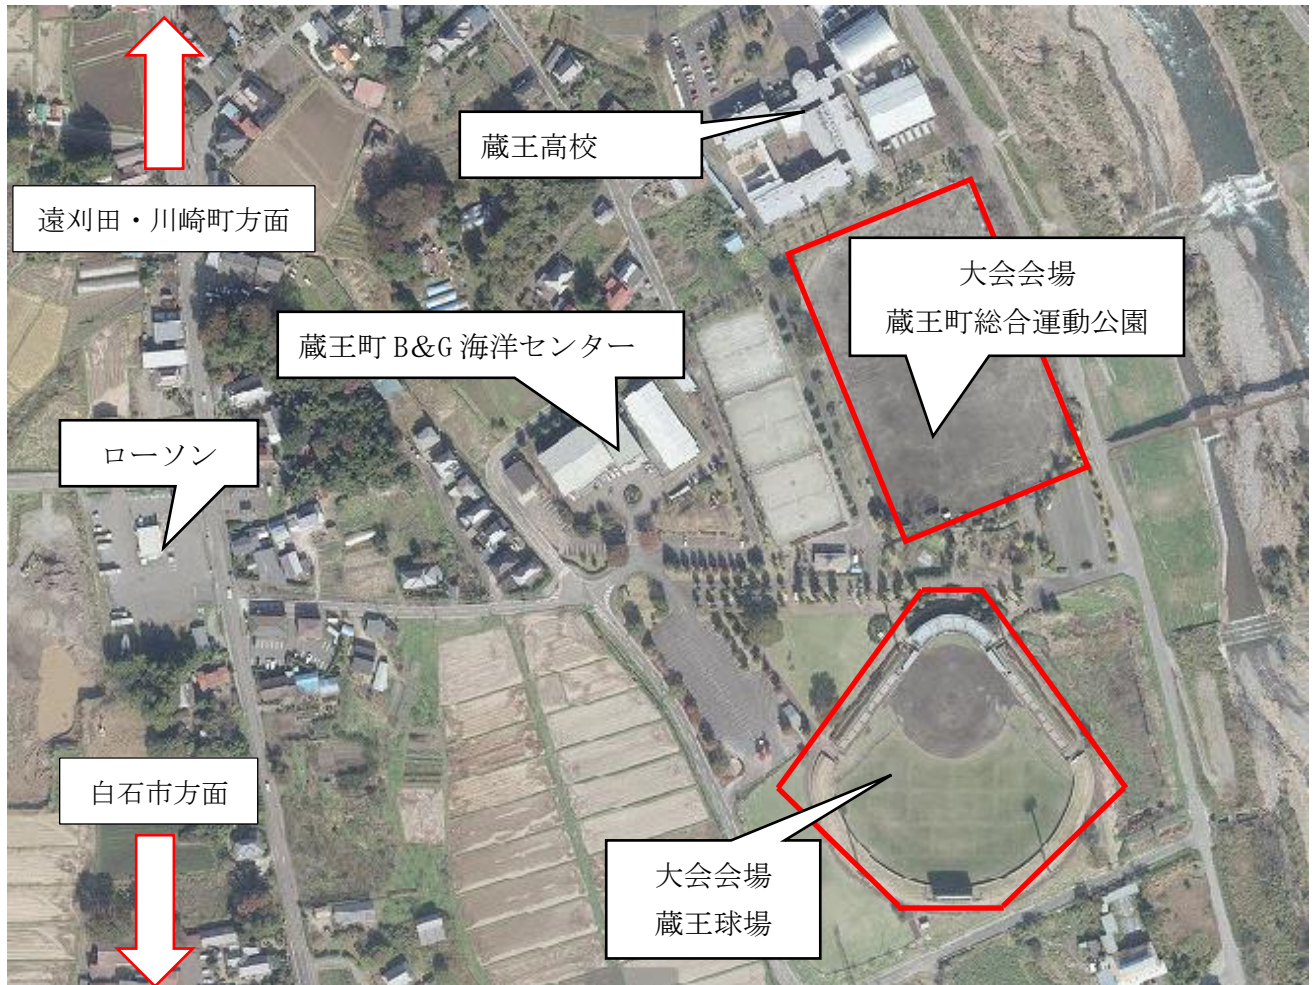 蔵王高校
遠刈田・川崎町方面
大会会場
蔵王町総合運動公園
蔵王町 B&G 海洋センター
ローソン
白石市方面
大会会場
蔵王球場